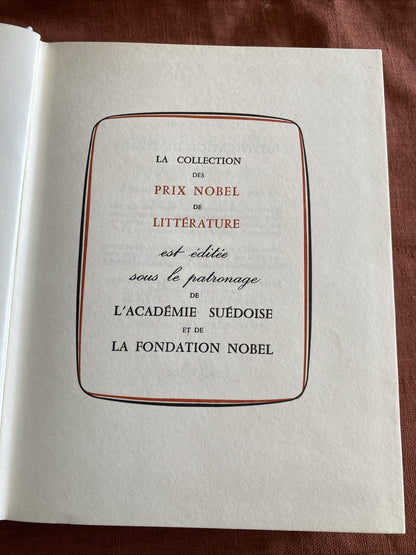 LA COLLECTION
DES
PRIX NOBEL
DE
LITTÉRATURE
est éditée
sous le patronage
DE
L'ACADÉMIE SUÉDOISE
ET DE
LA FONDATION NOBEL